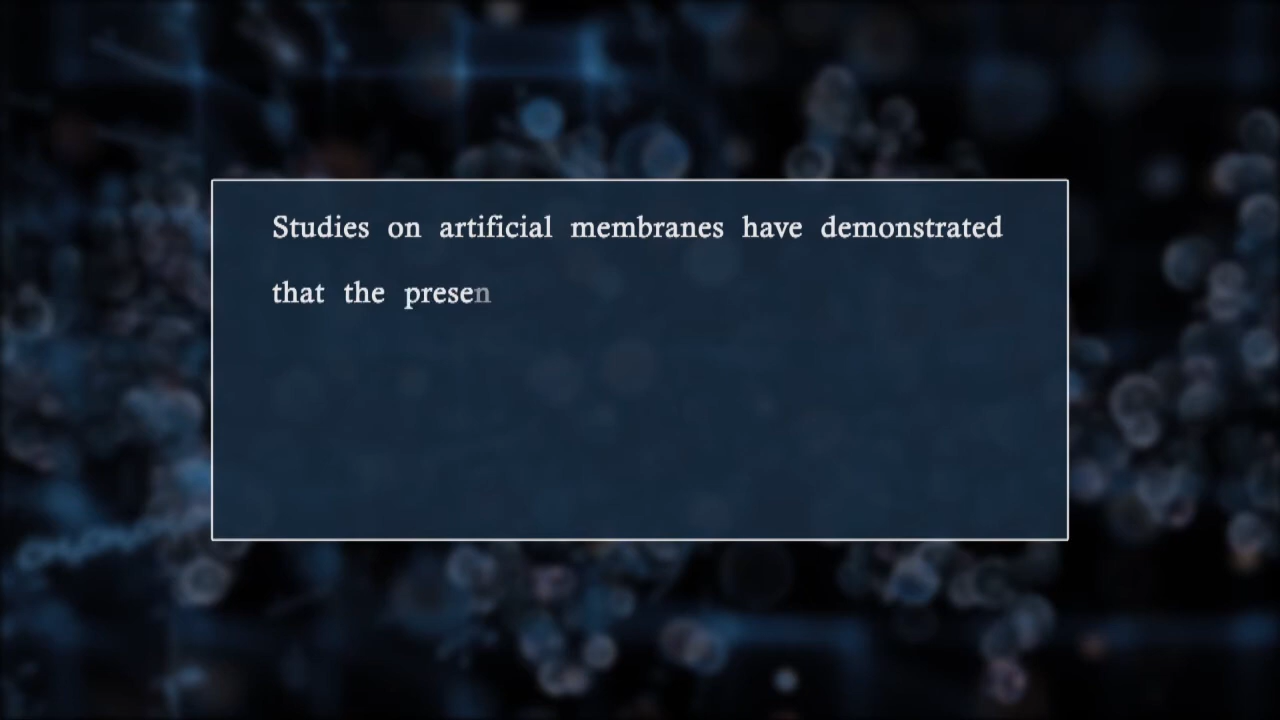 Studies on artificial membranes have demonstrated
that the presen